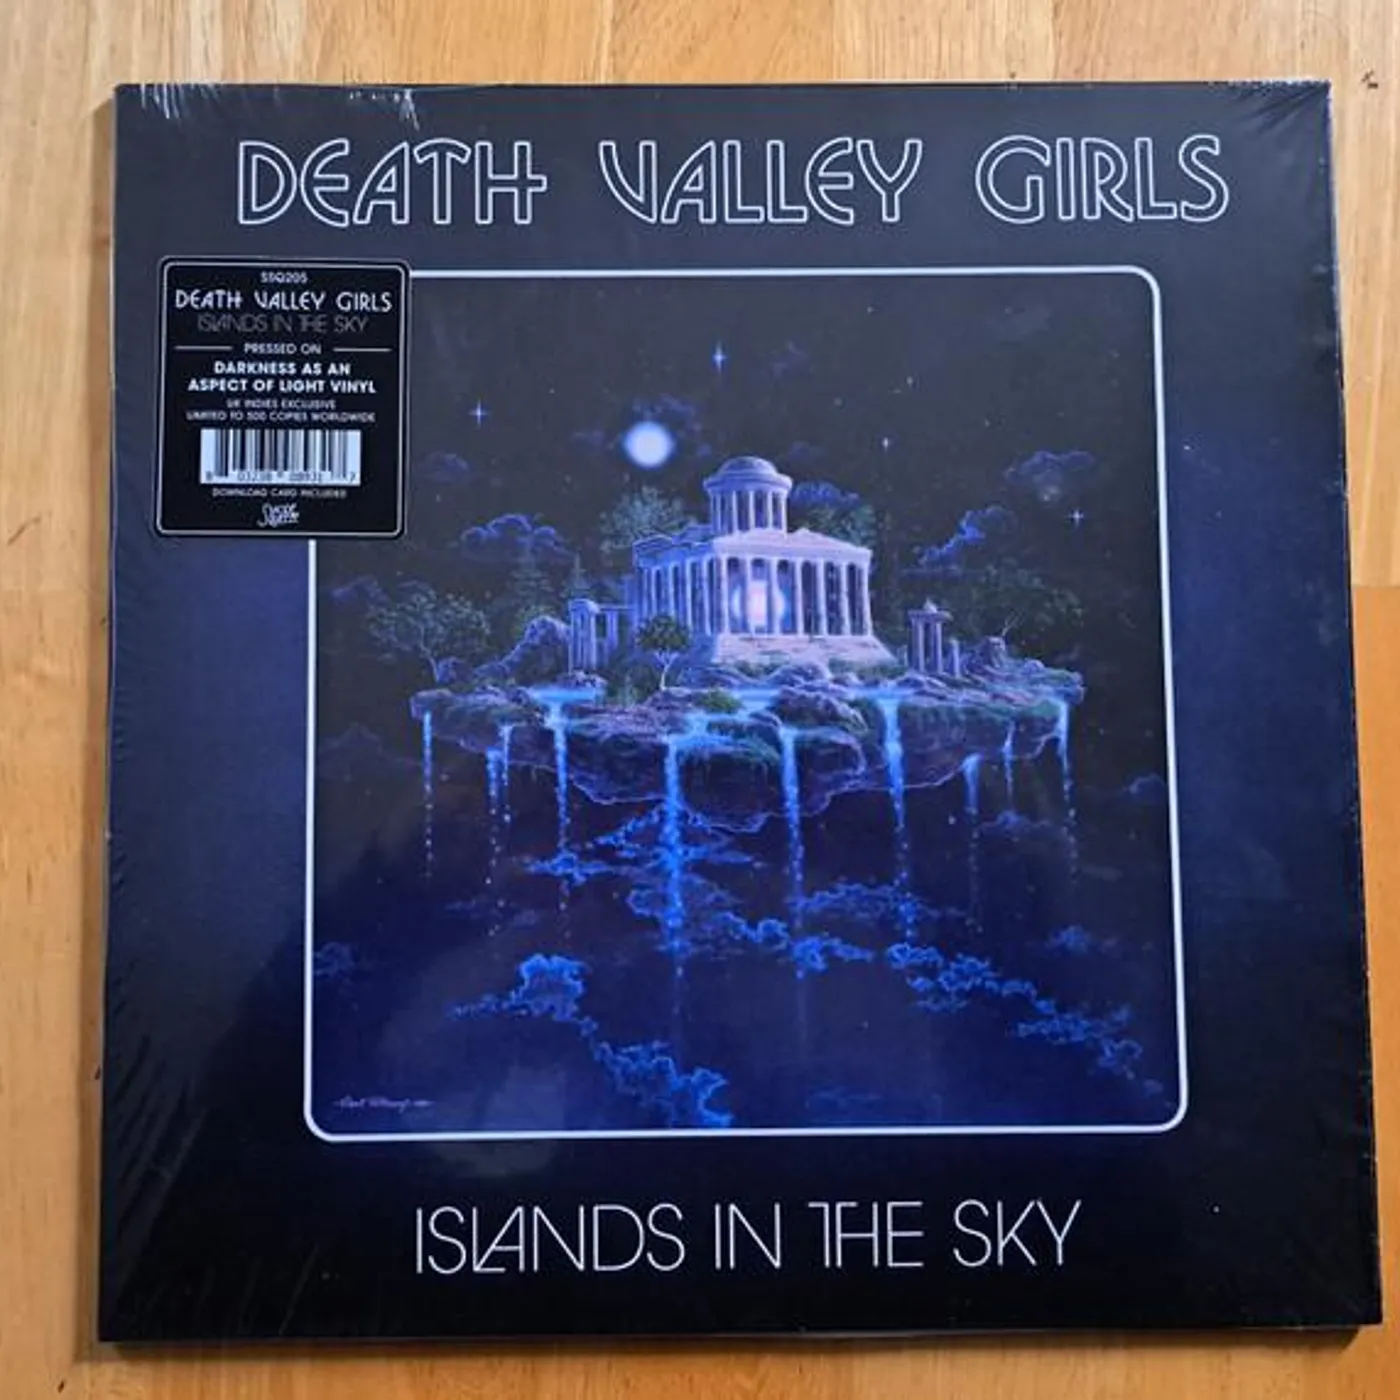 DEATH VALLEY GIRLS
SSQ205
DEATH VALLEY GIRLS
ISLANDS IN THE SKY
PRESSED ON
DARKNESS AS AN
ASPECT OF LIGHT VINYL
UK INDIES EXCLUSIVE
LIMITED TO 500 COPIES WORLDWIDE
DOWNLOAD CARD INCLUDED
ISLANDS IN THE SKY